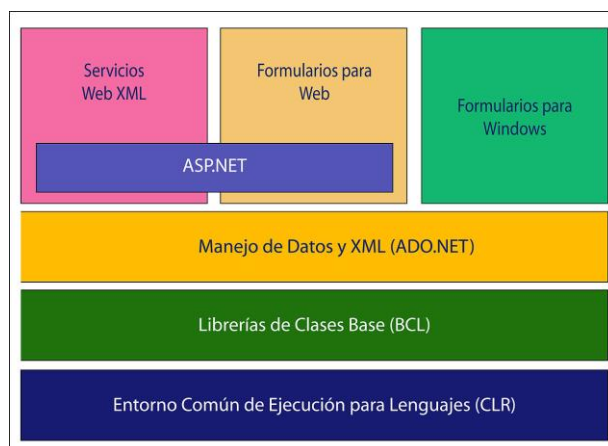 Servicios
Web XML
Formularios para
Web
Formularios para
Windows
ASP.NET
Manejo de Datos y XML (ADO.NET)
Librerías de Clases Base (BCL)
Entorno Común de Ejecución para Lenguajes (CLR)